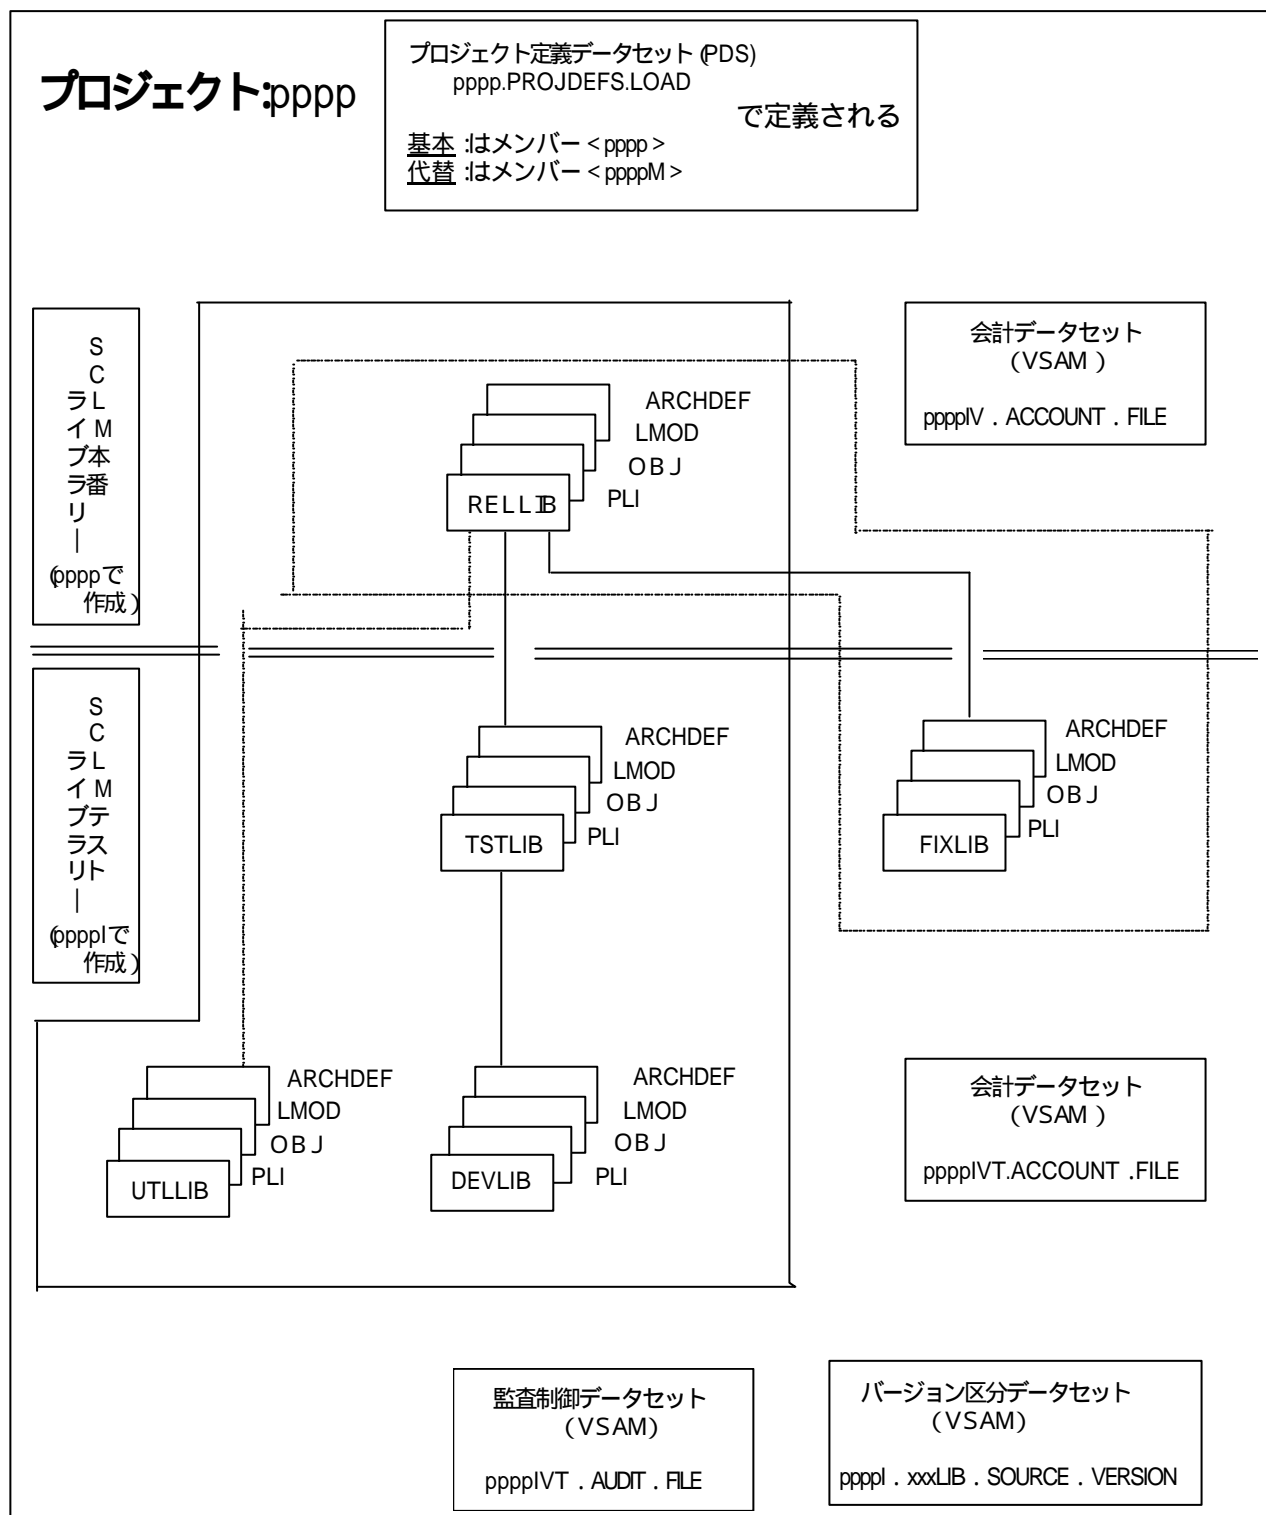 プロジェクト:pppp
プロジェクト定義データセット(PDS)
pppp.PROJDEFS.LOAD
で定義される
基本:はメンバー<pppp>
代替:はメンバー<ppppM>
SCLM本番
ライブラリー
(ppppで
作成)
会計データセット
(VSAM)
ppppIV.ACCOUNT.FILE
ARCHDEF
LMOD
OBJ
PLI
RELLIB
SCLMテスト
ライブラリー
(ppppIで
作成)
ARCHDEF
LMOD
OBJ
PLI
TSTLIB
ARCHDEF
LMOD
OBJ
PLI
FIXLIB
ARCHDEF
LMOD
OBJ
PLI
UTLLIB
ARCHDEF
LMOD
OBJ
PLI
DEVLIB
会計データセット
(VSAM)
ppppIVT.ACCOUNT.FILE
監査制御データセット
(VSAM)
ppppIVT.AUDIT.FILE
バージョン区分データセット
(VSAM)
ppppI.xxxLIB.SOURCE.VERSION